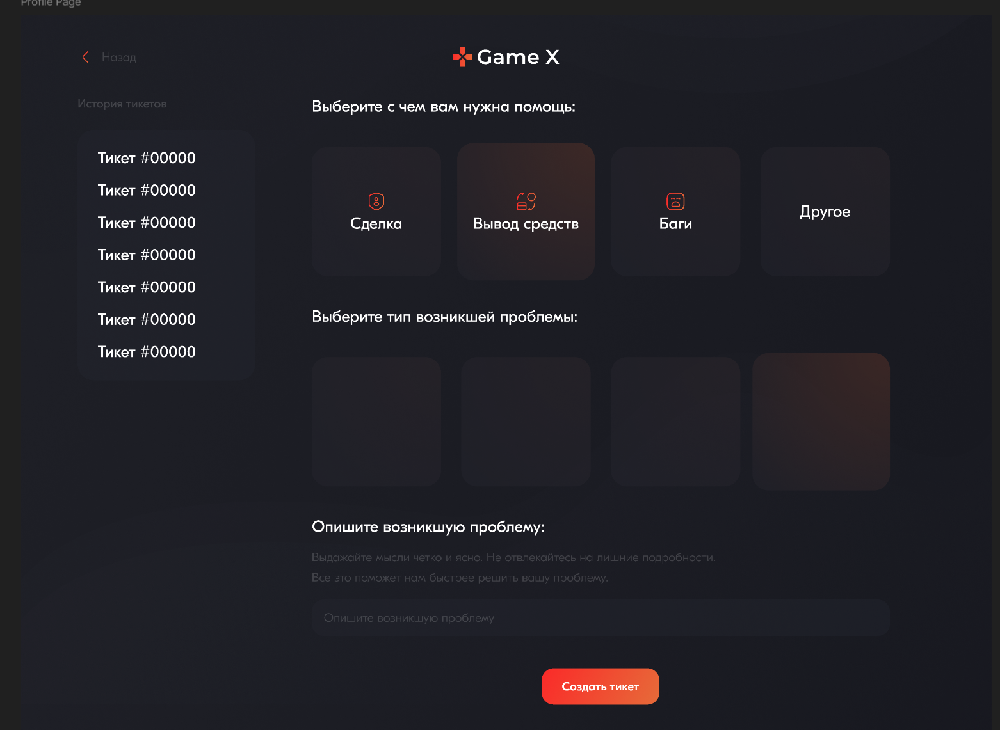 Profile Page
Назад
Game X
История тикетов
Тикет #00000
Тикет #00000
Тикет #00000
Тикет #00000
Тикет #00000
Тикет #00000
Тикет #00000
Выберите с чем вам нужна помощь:
Сделка
Вывод средств
Баги
Другое
Выберите тип возникшей проблемы:
Опишите возникшую проблему:
Выдажайте мысли четко и ясно. Не отвлекайтесь на лишние подробности.
Все это поможет нам быстрее решить вашу проблему.
Опишите возникшую проблему
Создать тикет